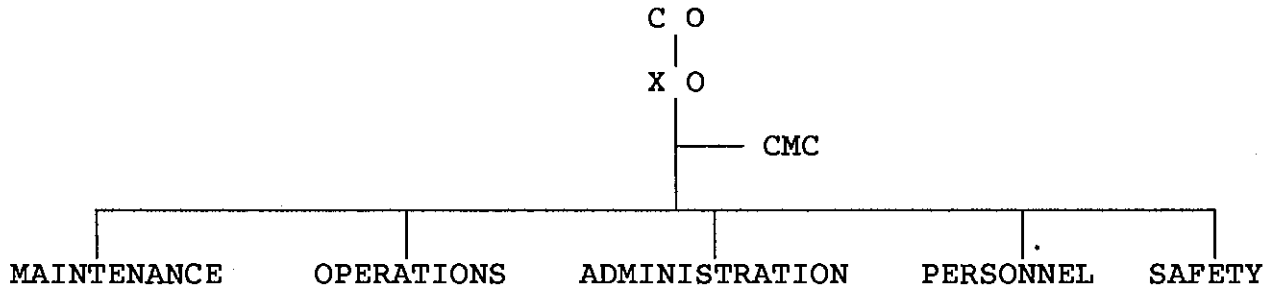 C O
X O
CMC
MAINTENANCE OPERATIONS ADMINISTRATION PERSONNEL SAFETY